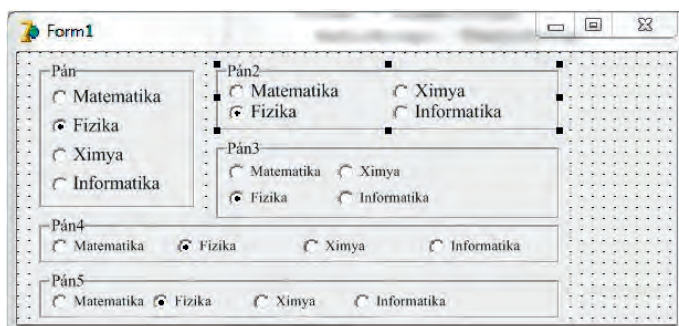 Form1
Pán
Matematika
Fizika
Ximya
Informatika
Pán2
Matematika Ximya
Fizika Informatika
Pán3
Matematika Ximya
Fizika Informatika
Pán4
Matematika Fizika Ximya Informatika
Pán5
Matematika Fizika Ximya Informatika